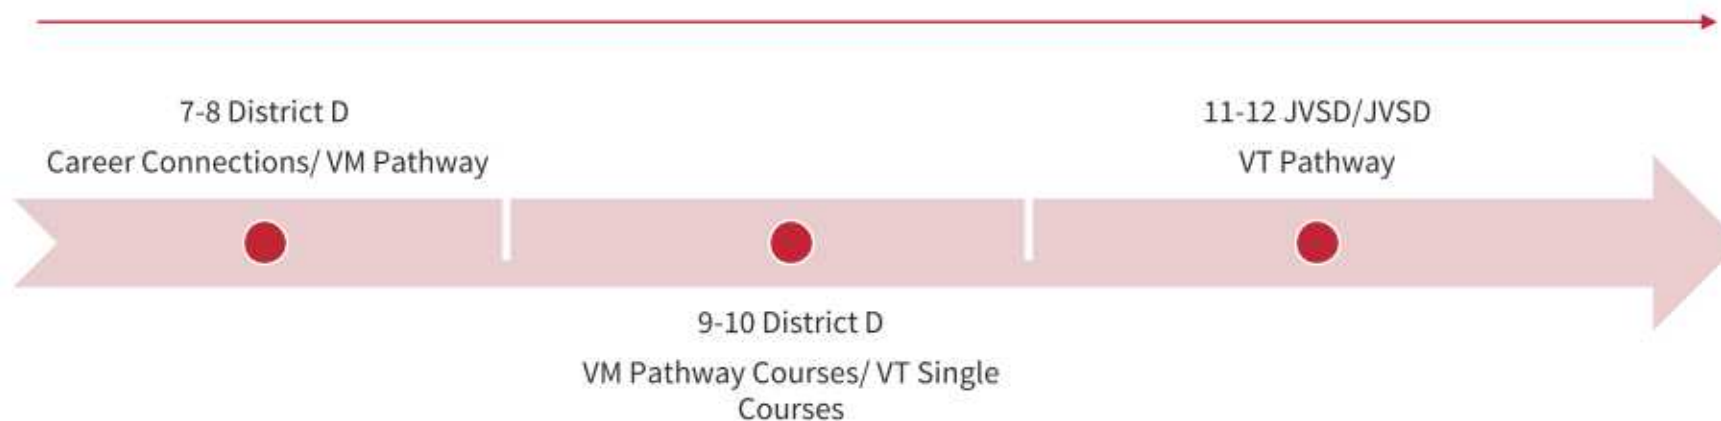 7-8 District D
Career Connections/ VM Pathway
9-10 District D
VM Pathway Courses/ VT Single
Courses
11-12 JVSD/JVSD
VT Pathway